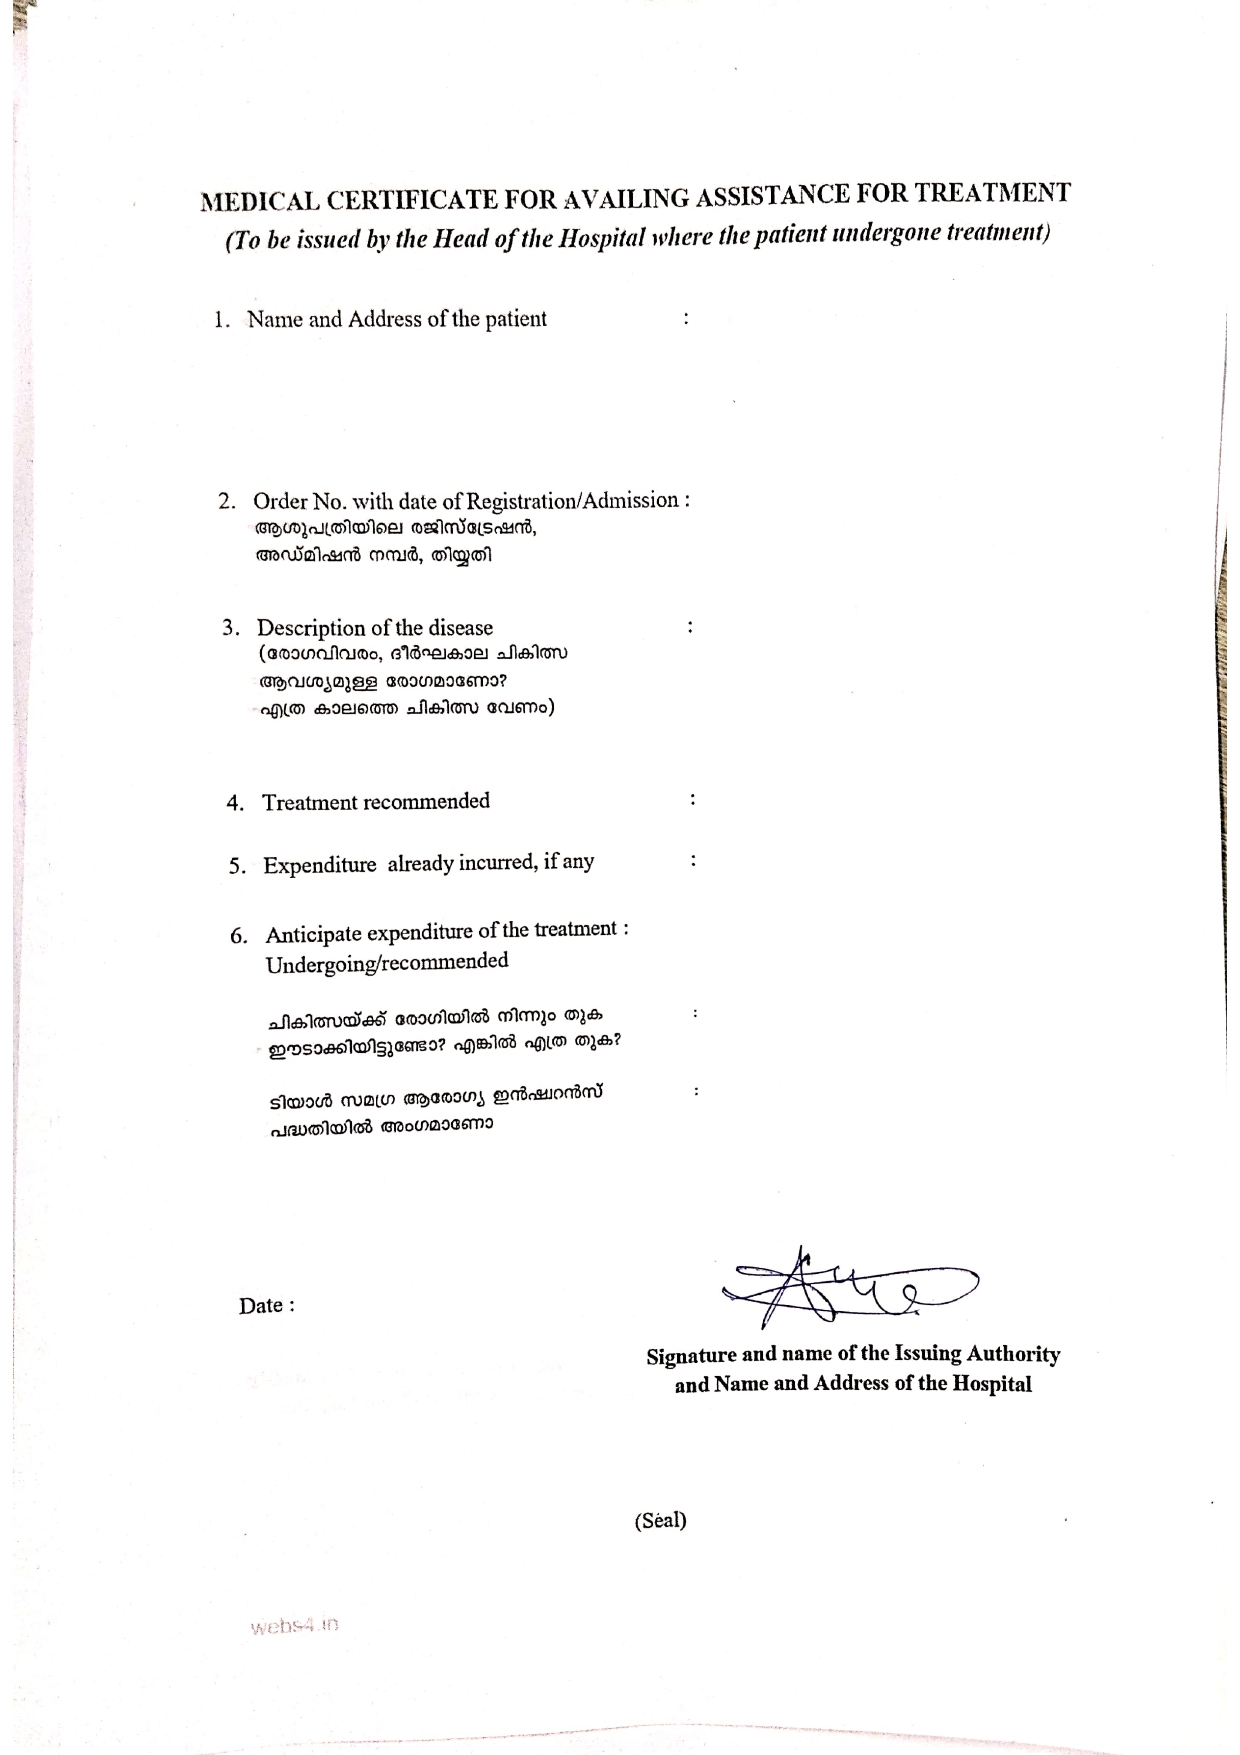 MEDICAL CERTIFICATE FOR AVAILING ASSISTANCE FOR TREATMENT
(To be issued by the Head of the Hospital where the patient undergone treatment)
1. Name and Address of the patient :
2. Order No. with date of Registration/Admission :
ആശുപത്രിയിലെ രജിസ്ട്രേഷൻ,
അഡ്മിഷൻ നമ്പർ, തിയ്യതി
3. Description of the disease :
(രോഗവിവരം, ദീർഘകാല ചികിത്സ
ആവശ്യമുള്ള രോഗമാണോ?
എത്ര കാലത്തെ ചികിത്സ വേണം)
4. Treatment recommended :
5. Expenditure already incurred, if any :
6. Anticipate expenditure of the treatment :
Undergoing/recommended
ചികിത്സയ്ക്ക് രോഗിയിൽ നിന്നും തുക :
ഈടാക്കിയിട്ടുണ്ടോ? എങ്കിൽ എത്ര തുക?
ടിയാൾ സമഗ്ര ആരോഗ്യ ഇൻഷുറൻസ് :
പദ്ധതിയിൽ അംഗമാണോ
Date :
Signature and name of the Issuing Authority
and Name and Address of the Hospital
(Seal)
webs4.in